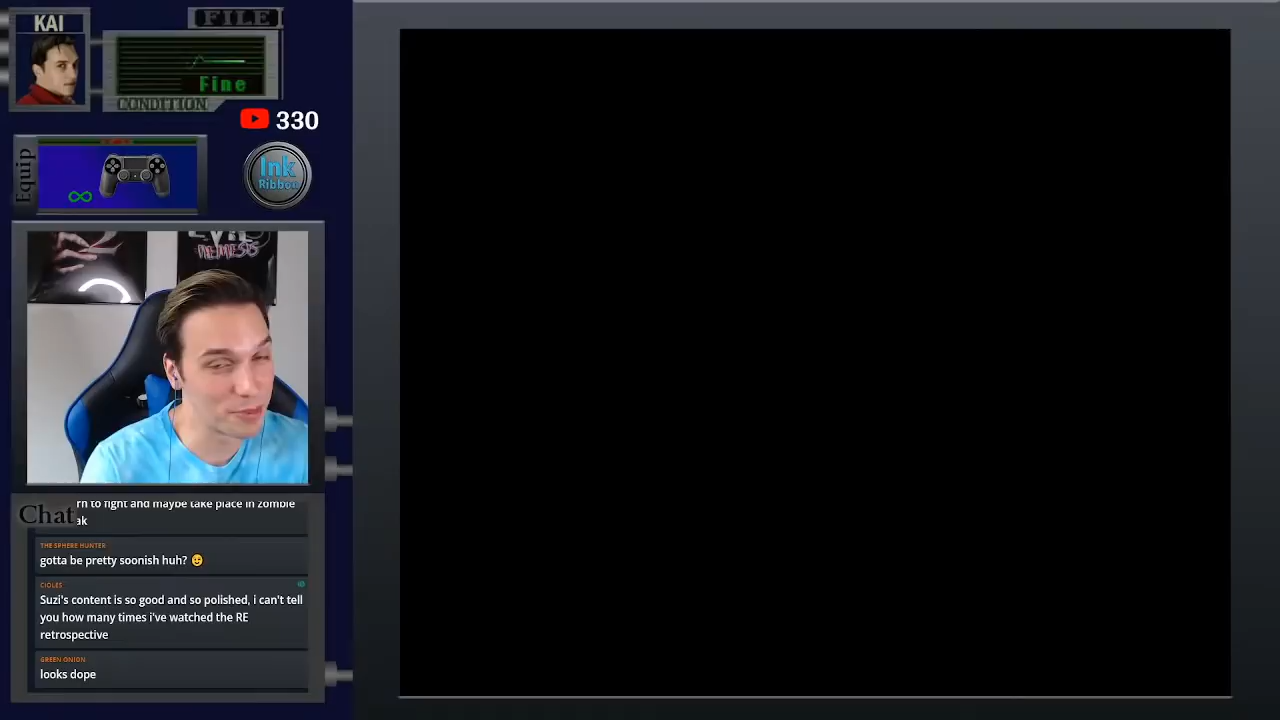 KAI
FILE
Fine
CONDITION
330
Equip
Ink
Ribbon
Chat
rn to fight and maybe take place in zombie
ak
THE SPHERE HUNTER
gotta be pretty soonish huh? 😉
CIOLES
Suzi's content is so good and so polished, i can't tell
you how many times i've watched the RE
retrospective
GREEN ONION
looks dope